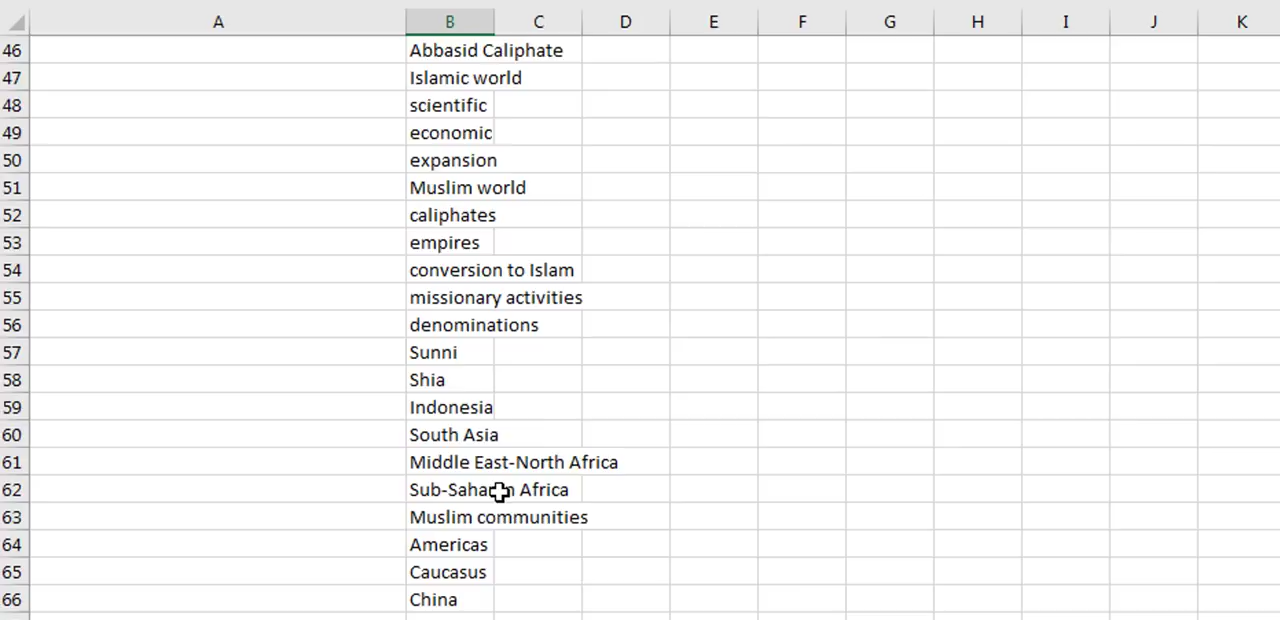 A B C D E F G H I J K
46 Abbasid Caliphate
47 Islamic world
48 scientific
49 economic
50 expansion
51 Muslim world
52 caliphates
53 empires
54 conversion to Islam
55 missionary activities
56 denominations
57 Sunni
58 Shia
59 Indonesia
60 South Asia
61 Middle East-North Africa
62 Sub-Saharan Africa
63 Muslim communities
64 Americas
65 Caucasus
66 China